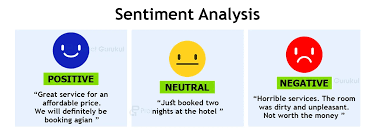 Sentiment Analysis
POSITIVE
“Great service for an
affordable price.
We will definitely be
booking agian ”
NEUTRAL
“Just booked two
nights at the hotel ”
NEGATIVE
“Horrible services. The room
was dirty and unpleasant.
Not worth the money ”